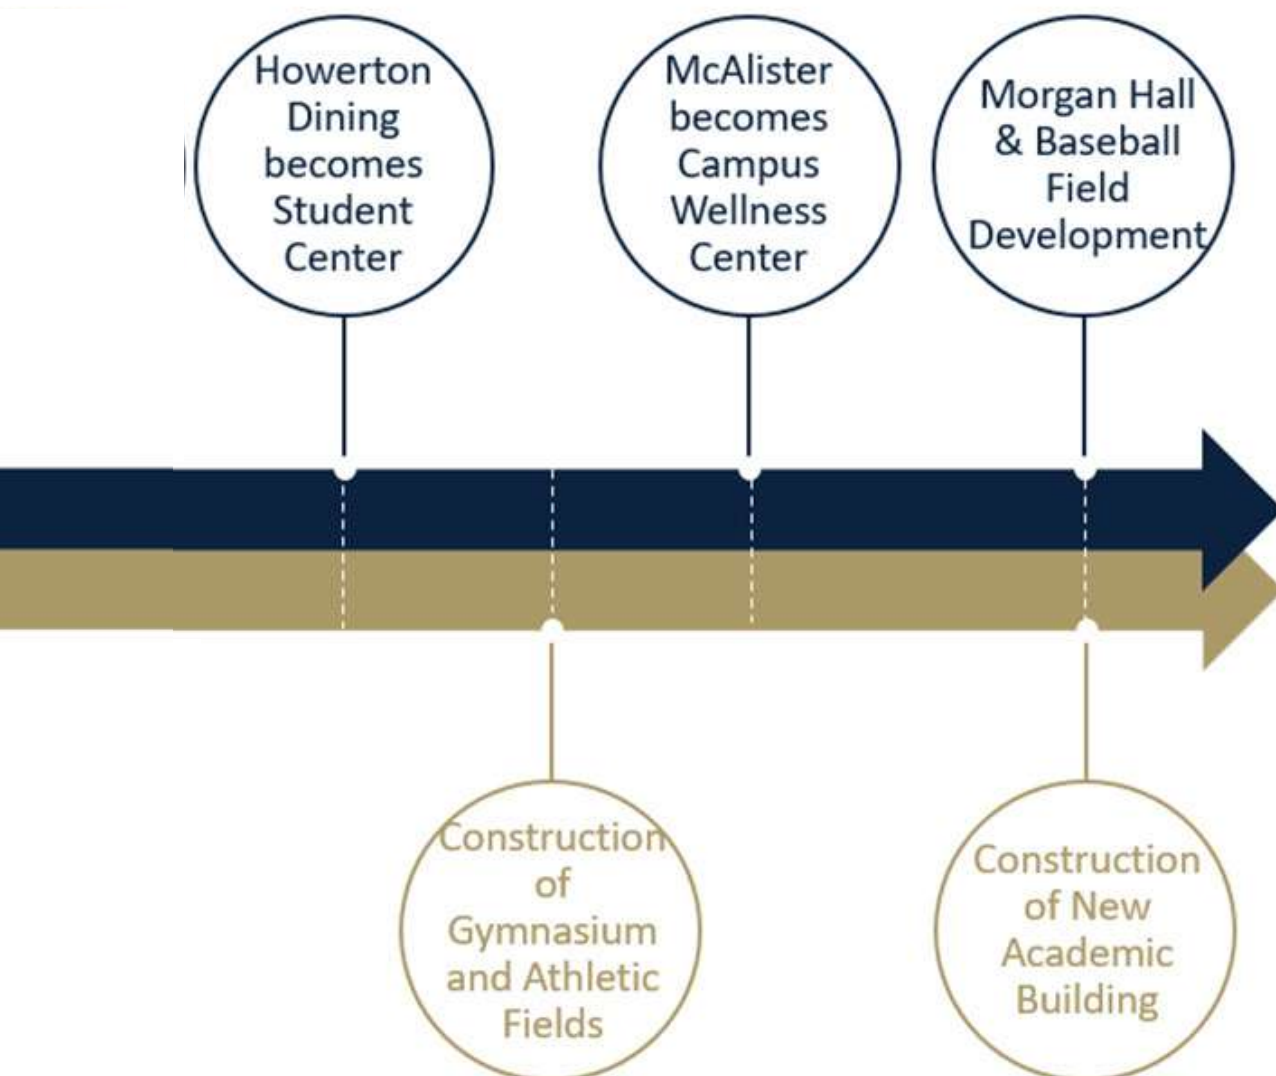 Howerton
Dining
becomes
Student
Center
McAlister
becomes
Campus
Wellness
Center
Morgan Hall
& Baseball
Field
Development
Construction
of
Gymnasium
and Athletic
Fields
Construction
of New
Academic
Building